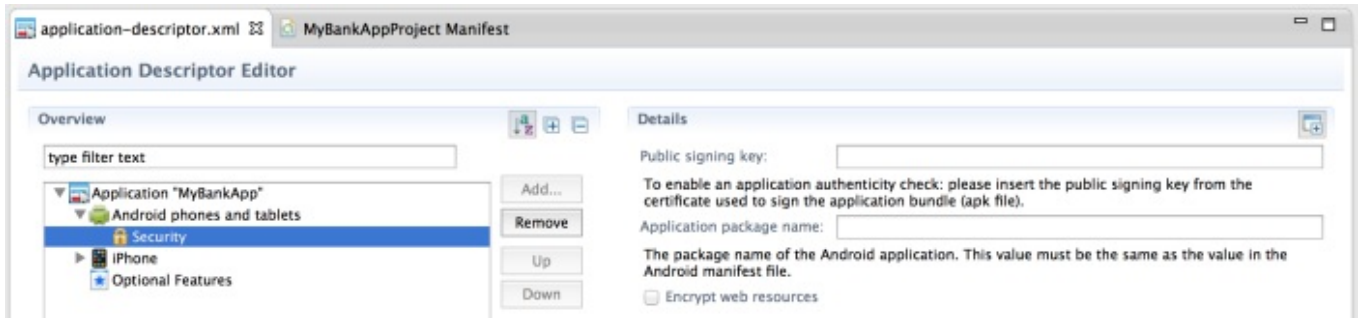 application-descriptor.xml MyBankAppProject Manifest
Application Descriptor Editor
Overview
type filter text
Application "MyBankApp"
Android phones and tablets
Security
iPhone
Optional Features
Add...
Remove
Up
Down
Details
Public signing key:
To enable an application authenticity check: please insert the public signing key from the
certificate used to sign the application bundle (apk file).
Application package name:
The package name of the Android application. This value must be the same as the value in the
Android manifest file.
Encrypt web resources